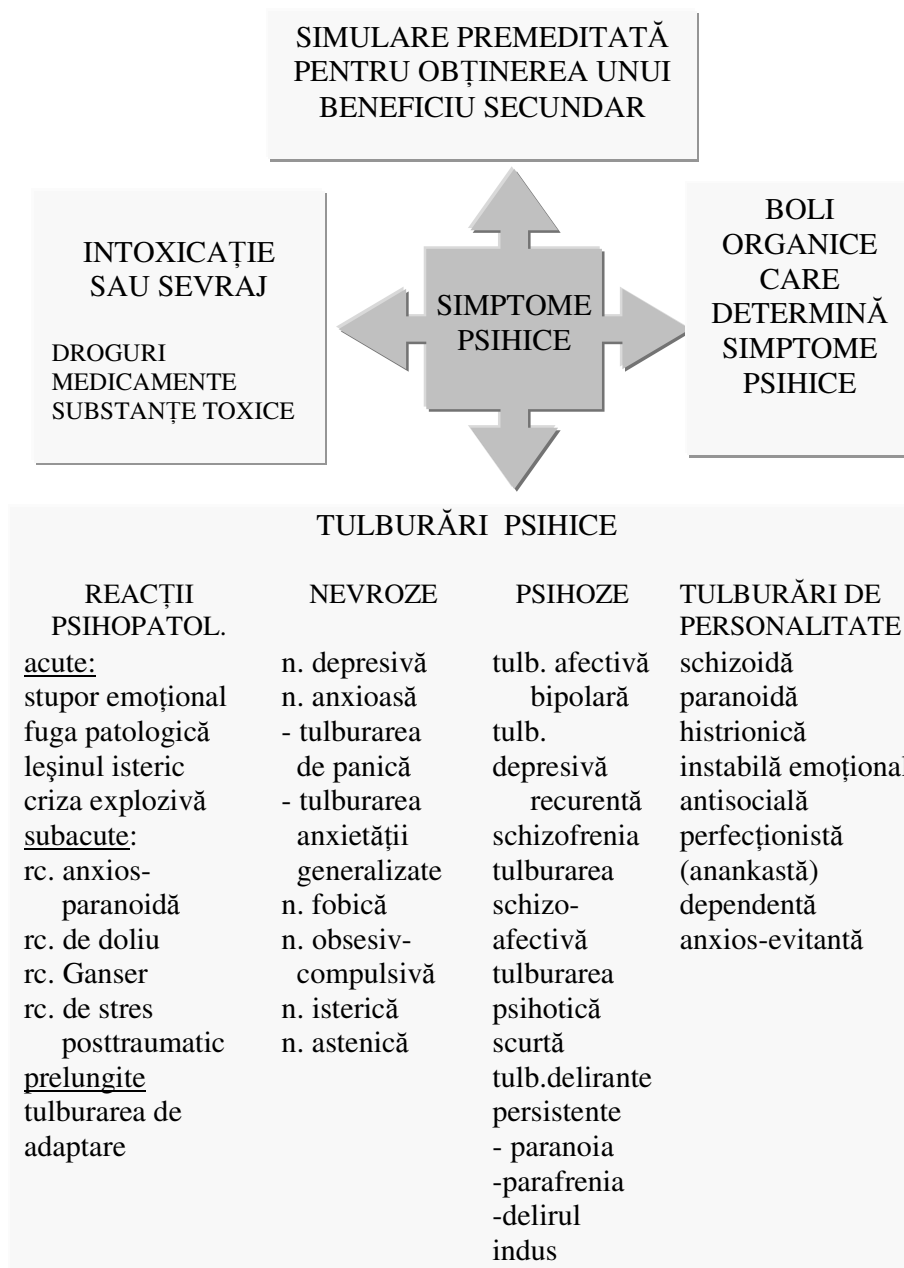 SIMULARE PREMEDITATĂ
PENTRU OBȚINEREA UNUI
BENEFICIU SECUNDAR
INTOXICAȚIE
SAU SEVRAJ
DROGURI
MEDICAMENTE
SUBSTANȚE TOXICE
SIMPTOME
PSIHICE
BOLI
ORGANICE
CARE
DETERMINĂ
SIMPTOME
PSIHICE
TULBURĂRI PSIHICE
REACȚII
PSIHOPATOL.
acute:
stupor emoțional
fuga patologică
leşinul isteric
criza explozivă
subacute:
rc. anxios-
paranoidă
rc. de doliu
rc. Ganser
rc. de stres
posttraumatic
prelungite
tulburarea de
adaptare
NEVROZE
n. depresivă
n. anxioasă
- tulburarea
de panică
- tulburarea
anxietății
generalizate
n. fobică
n. obsesiv-
compulsivă
n. isterică
n. astenică
PSIHOZE
tulb. afectivă
bipolară
tulb.
depresivă
recurentă
schizofrenia
tulburarea
schizo-
afectivă
tulburarea
psihotică
scurtă
tulb.delirante
persistente
- paranoia
-parafrenia
-delirul
indus
TULBURĂRI DE
PERSONALITATE
schizoidă
paranoidă
histrionică
instabilă emoțional
antisocială
perfecționistă
(anankastă)
dependentă
anxios-evitantă